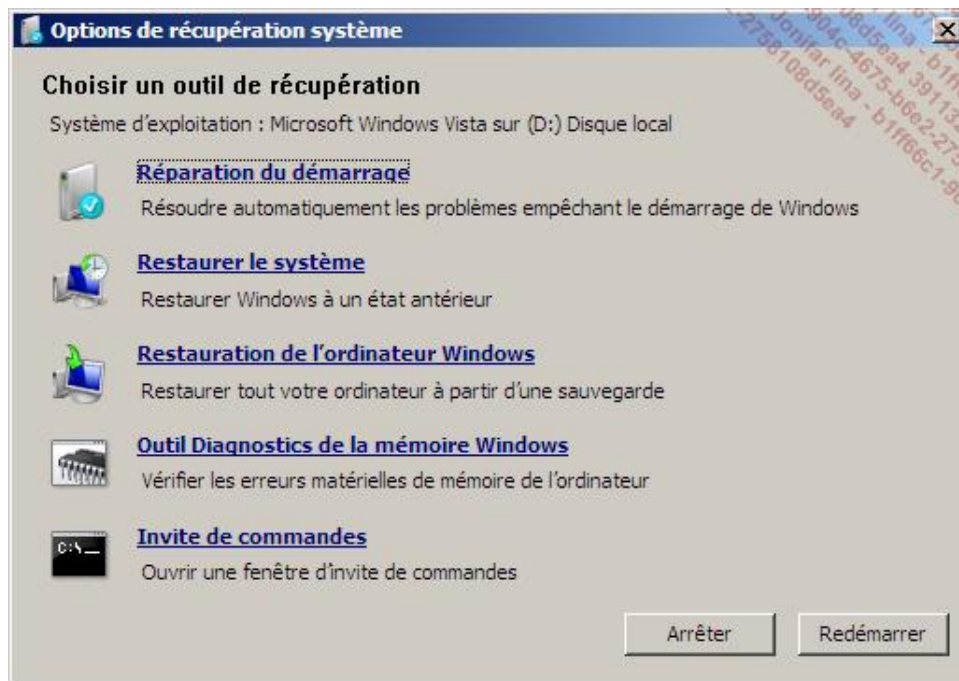 Options de récupération système
Choisir un outil de récupération
Système d'exploitation : Microsoft Windows Vista sur (D:) Disque local
Réparation du démarrage
Résoudre automatiquement les problèmes empêchant le démarrage de Windows
Restaurer le système
Restaurer Windows à un état antérieur
Restauration de l'ordinateur Windows
Restaurer tout votre ordinateur à partir d'une sauvegarde
Outil Diagnostics de la mémoire Windows
Vérifier les erreurs matérielles de mémoire de l'ordinateur
C:\
Invite de commandes
Ouvrir une fenêtre d'invite de commandes
Arrêter
Redémarrer